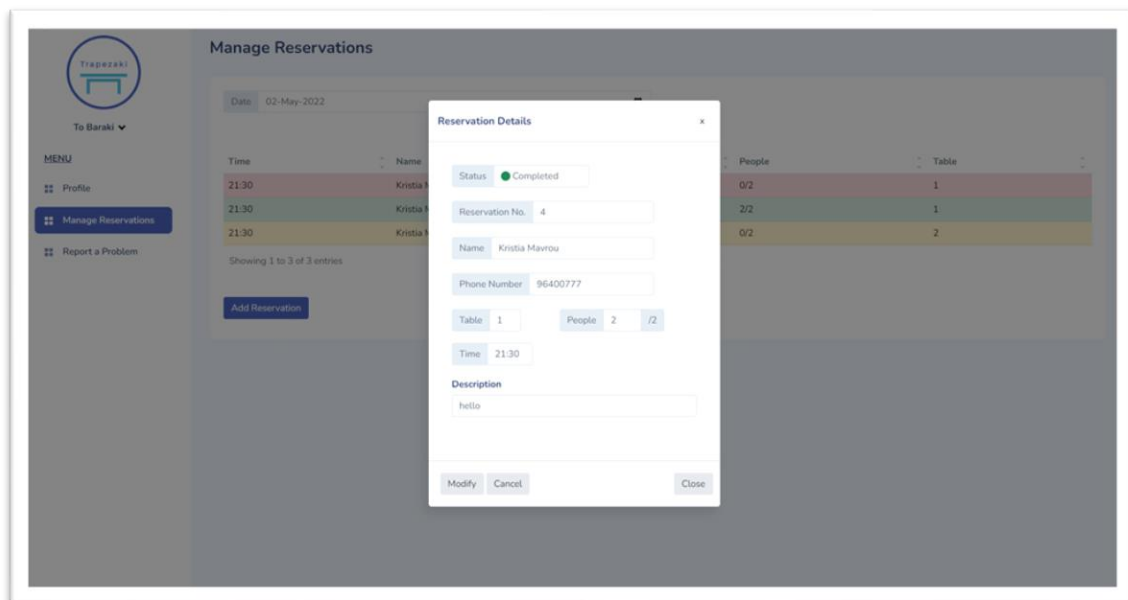 Trapezaki
To Baraki
MENU
Profile
Manage Reservations
Report a Problem
Manage Reservations
Date 02-May-2022
Time Name People Table
21:30 Kristia 0/2 1
21:30 Kristia 2/2 1
21:30 Kristia 0/2 2
Showing 1 to 3 of 3 entries
Add Reservation
Reservation Details x
Status Completed
Reservation No. 4
Name Kristia Mavrou
Phone Number 96400777
Table 1 People 2 /2
Time 21:30
Description
hello
Modify Cancel Close